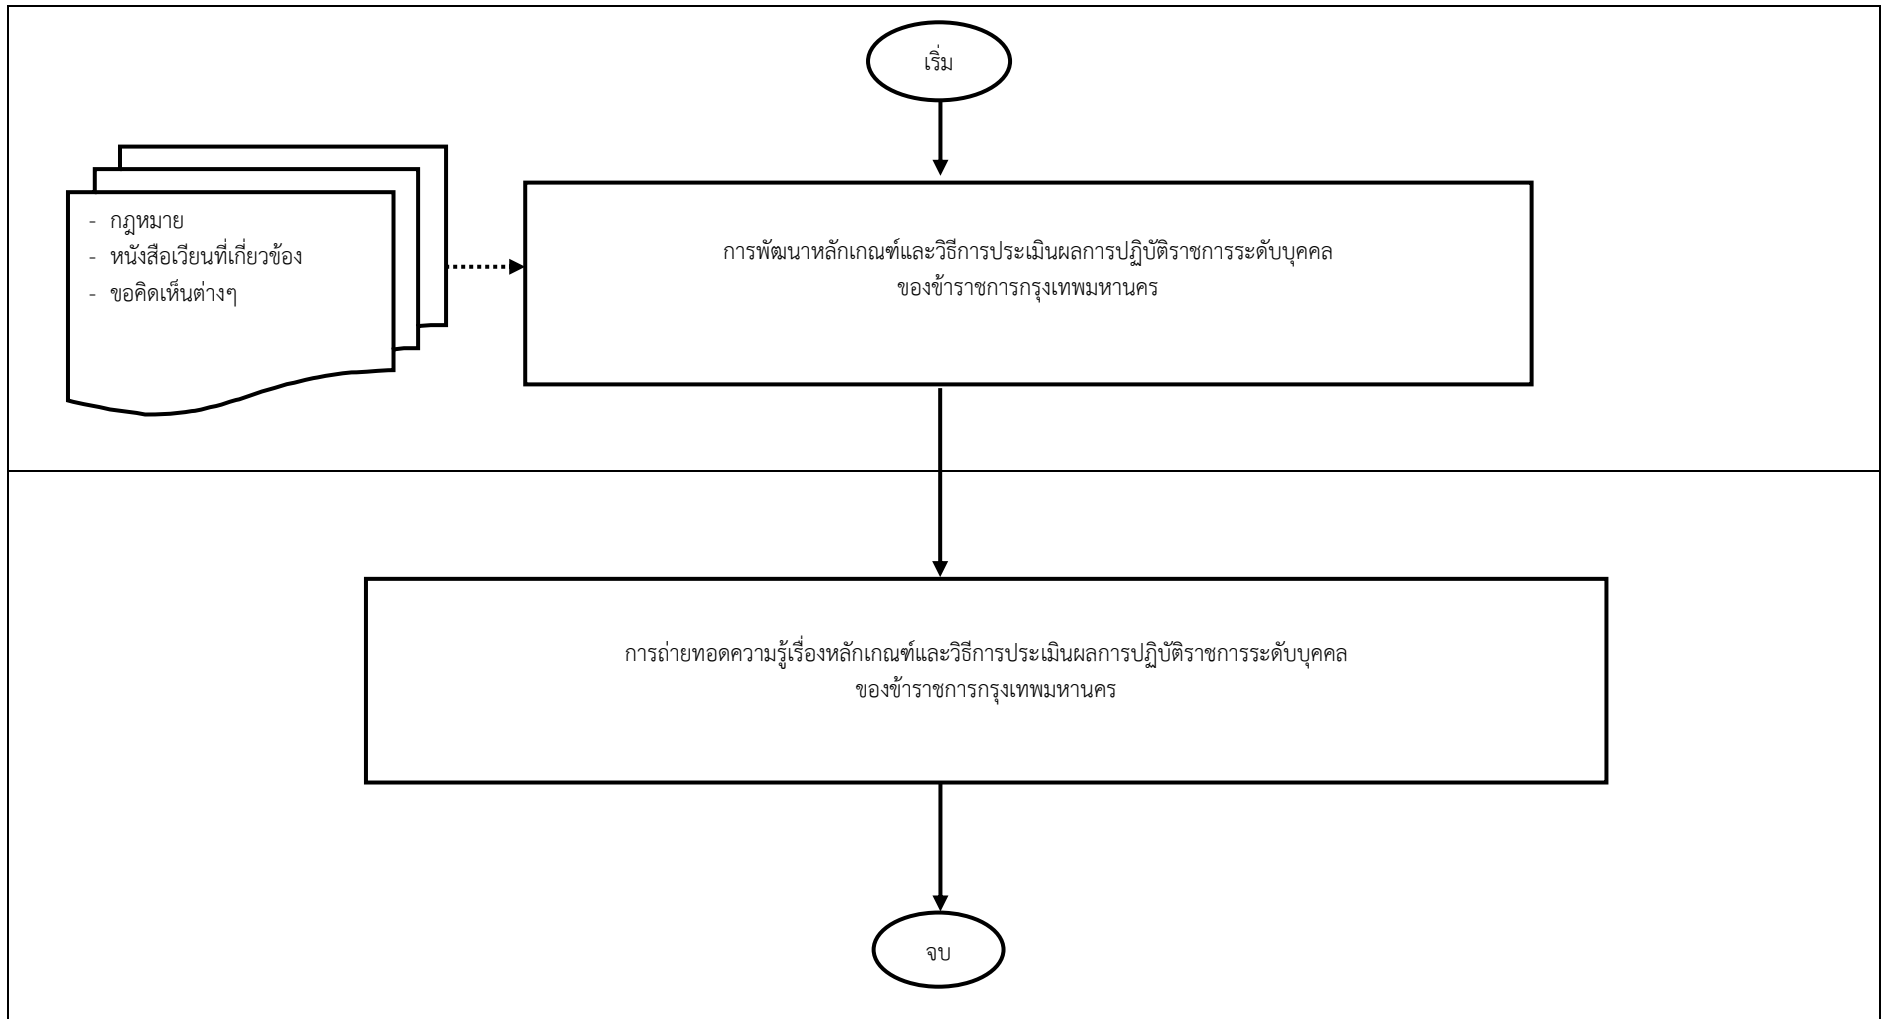 เริ่ม
- กฎหมาย
- หนังสือเวียนที่เกี่ยวข้อง
- ขอคิดเห็นต่างๆ
การพัฒนาหลักเกณฑ์และวิธีการประเมินผลการปฏิบัติราชการระดับบุคคล
ของข้าราชการกรุงเทพมหานคร
การถ่ายทอดความรู้เรื่องหลักเกณฑ์และวิธีการประเมินผลการปฏิบัติราชการระดับบุคคล
ของข้าราชการกรุงเทพมหานคร
จบ